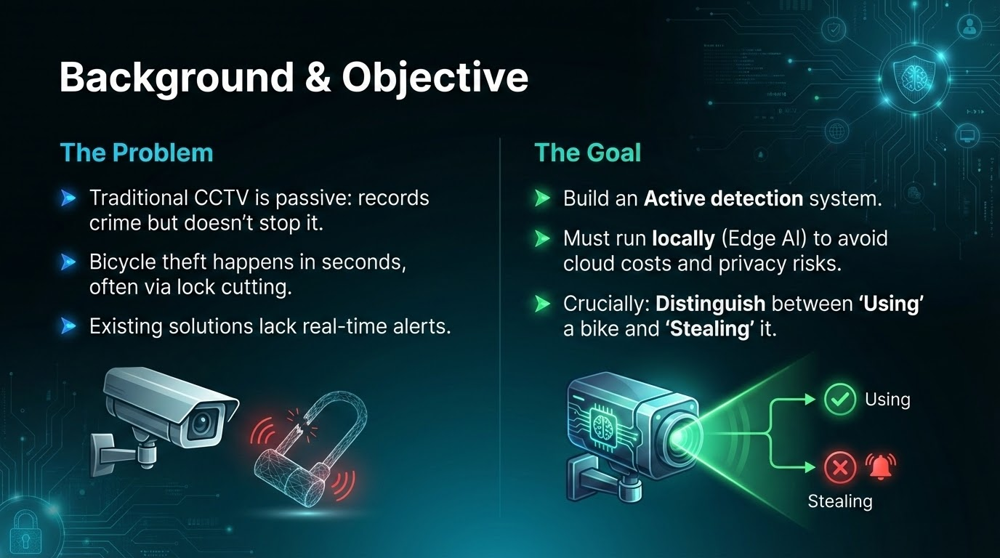 Background & Objective
The Problem
Traditional CCTV is passive: records
crime but doesn’t stop it.
Bicycle theft happens in seconds,
often via lock cutting.
Existing solutions lack real-time alerts.
The Goal
Build an Active detection system.
Must run locally (Edge AI) to avoid
cloud costs and privacy risks.
Crucially: Distinguish between ‘Using’
a bike and ‘Stealing’ it.
Using
Stealing